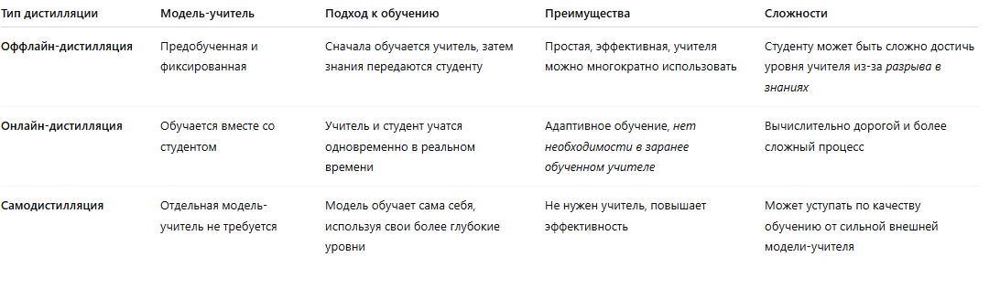 Тип дистилляции Модель-учитель Подход к обучению Преимущества Сложности
Оффлайн-дистилляция Предобученная и Сначала обучается учитель, затем Простая, эффективная, учителя Студенту может быть сложно достичь
фиксированная знания передаются студенту можно многократно использовать уровня учителя из-за разрыва в
знаниях
Онлайн-дистилляция Обучается вместе со Учитель и студент учатся Адаптивное обучение, нет Вычислительно дорогой и более
студентом одновременно в реальном необходимости в заранее сложный процесс
времени обученном учителе
Самодистилляция Отдельная модель- Модель обучает сама себя, Не нужен учитель, повышает Может уступать по качеству
учитель не требуется используя свои более глубокие эффективность обучению от сильной внешней
уровни модели-учителя